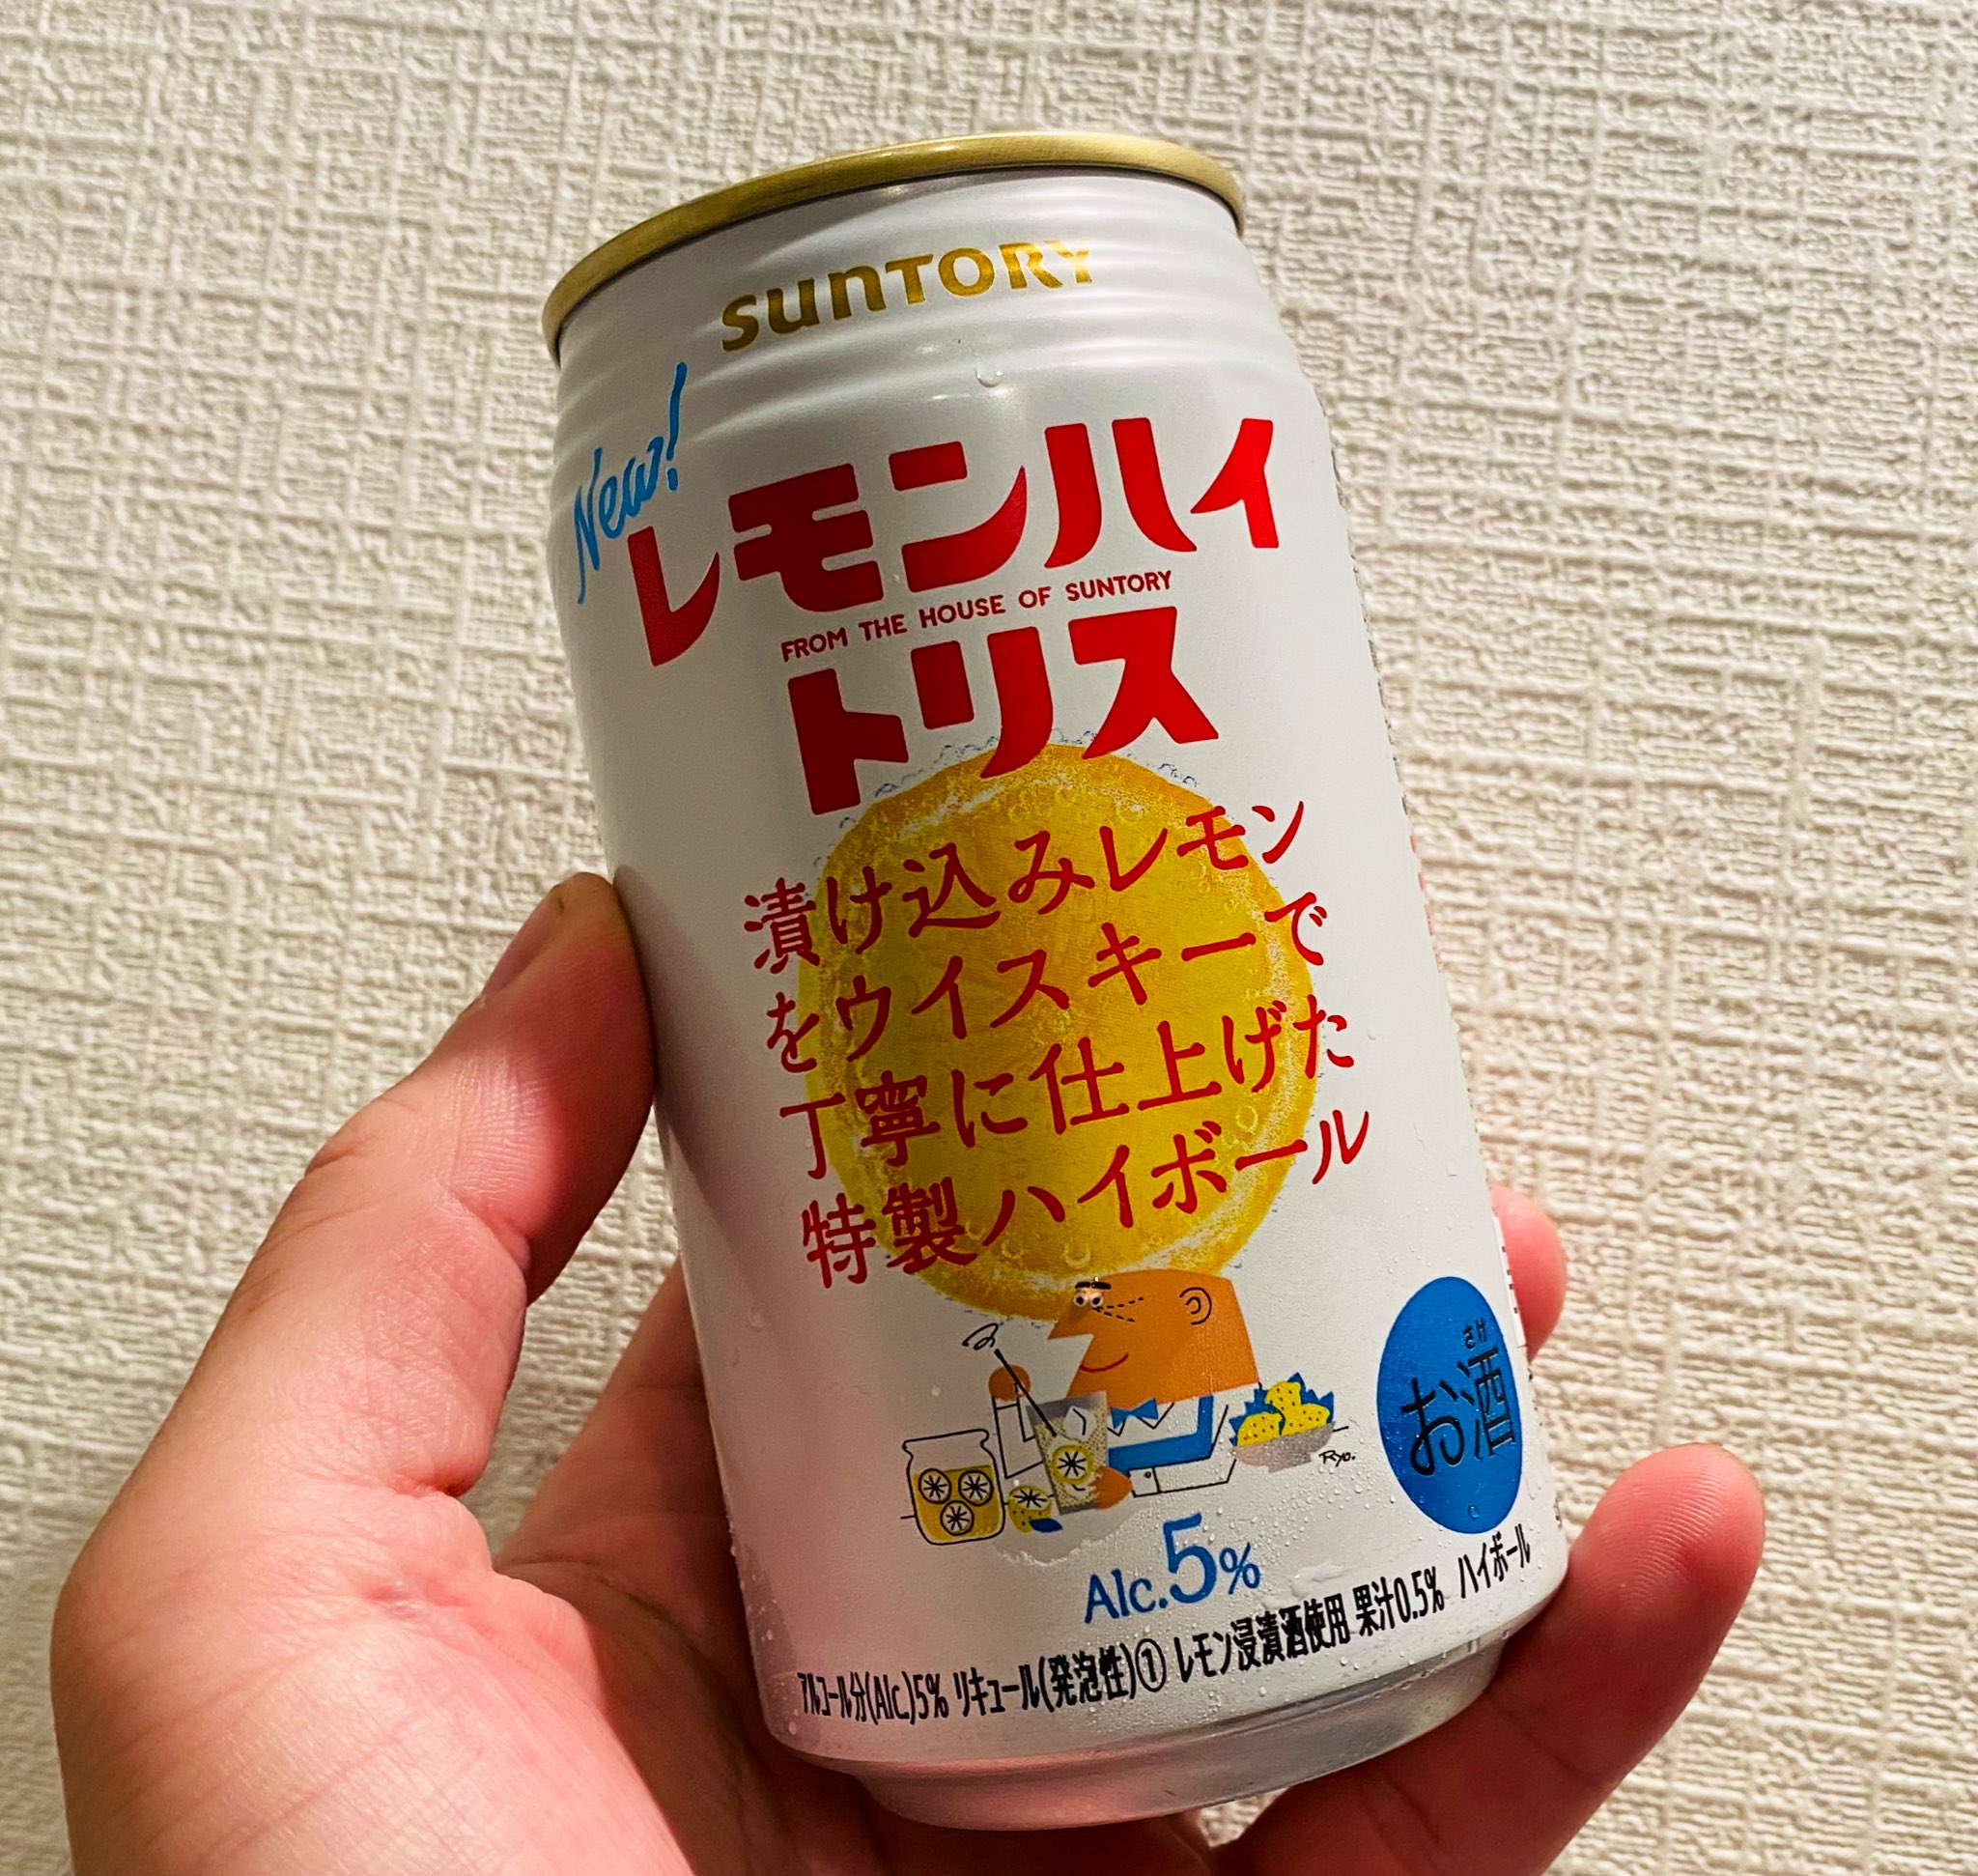 SUNTORY
New!
レモンハイ
FROM THE HOUSE OF SUNTORY
トリス
漬け込みレモン
をウイスキーで
丁寧に仕上げた
特製ハイボール
さけ
お酒
RYO.
Alc.5%
アルコール分(Alc.)5% リキュール(発泡性)① レモン浸漬酒使用 果汁0.5% ハイボール